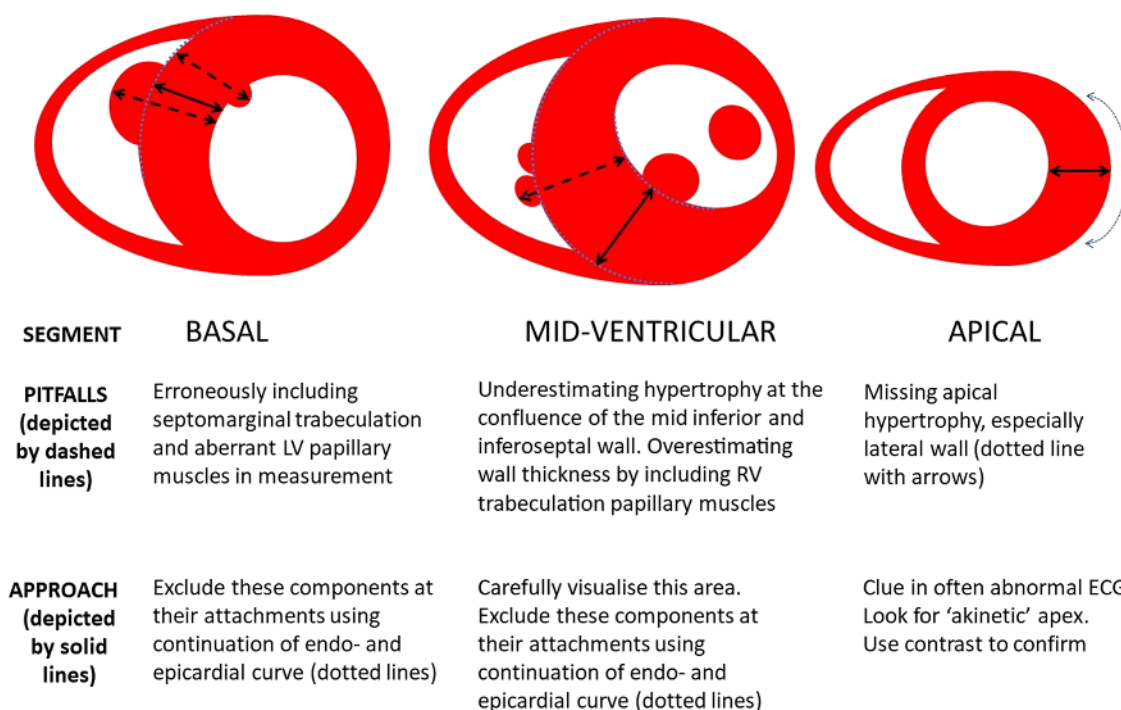 SEGMENT BASAL MID-VENTRICULAR APICAL
PITFALLS
(depicted
by dashed
lines)
Erroneously including
septomarginal trabeculation
and aberrant LV papillary
muscles in measurement
Underestimating hypertrophy at the
confluence of the mid inferior and
inferoseptal wall. Overestimating
wall thickness by including RV
trabeculation papillary muscles
Missing apical
hypertrophy, especially
lateral wall (dotted line
with arrows)
APPROACH
(depicted
by solid
lines)
Exclude these components at
their attachments using
continuation of endo- and
epicardial curve (dotted lines)
Carefully visualise this area.
Exclude these components at
their attachments using
continuation of endo- and
epicardial curve (dotted lines)
Clue in often abnormal ECG
Look for ‘akinetic’ apex.
Use contrast to confirm